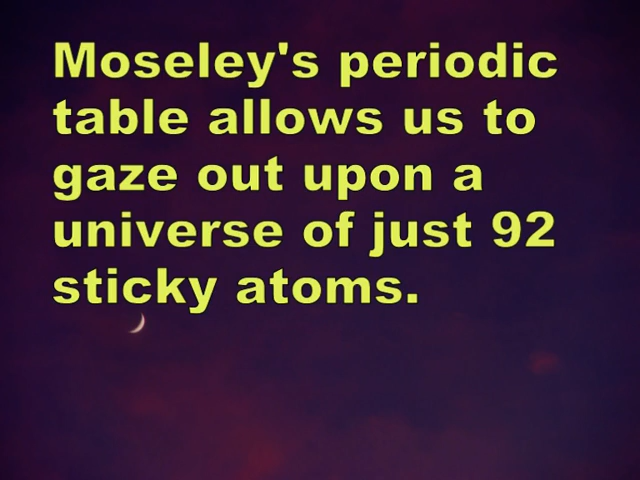 Moseley's periodic
table allows us to
gaze out upon a
universe of just 92
sticky atoms.